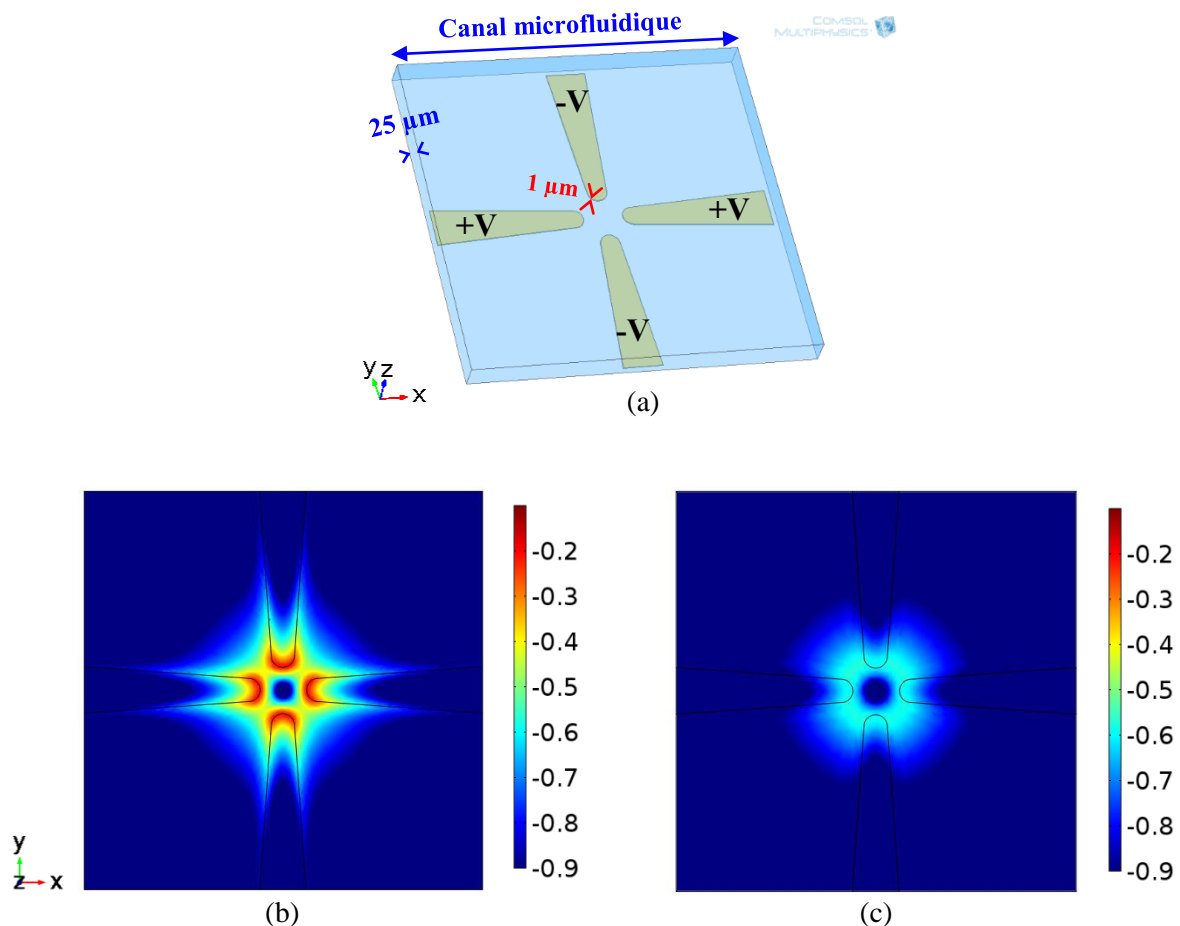 Canal microfluidique
COMSOL
MULTIPHYSICS
-V
25 µm
1 µm
+V
+V
-V
y z x
(a)
-0.2
-0.3
-0.4
-0.5
-0.6
-0.7
-0.8
-0.9
-0.2
-0.3
-0.4
-0.5
-0.6
-0.7
-0.8
-0.9
y
z x
(b)
(c)